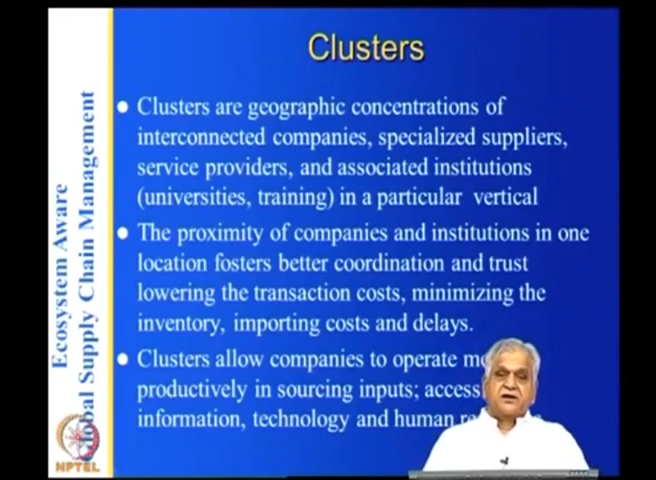 Clusters
Clusters are geographic concentrations of
interconnected companies, specialized suppliers,
service providers, and associated institutions
(universities, training) in a particular vertical
The proximity of companies and institutions in one
location fosters better coordination and trust
lowering the transaction costs, minimizing the
inventory, importing costs and delays.
Clusters allow companies to operate
productively in sourcing inputs; access
information, technology and human
Ecosystem Aware
Global Supply Chain Management
NPTEL